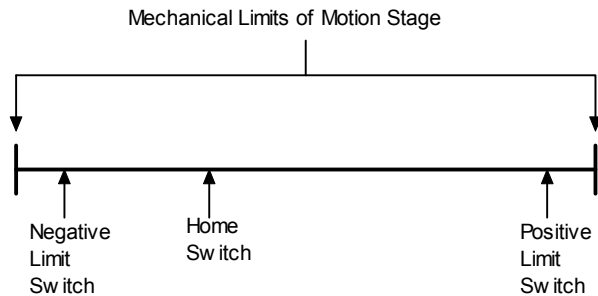 Mechanical Limits of Motion Stage
Negative
Limit
Switch
Home
Switch
Positive
Limit
Switch